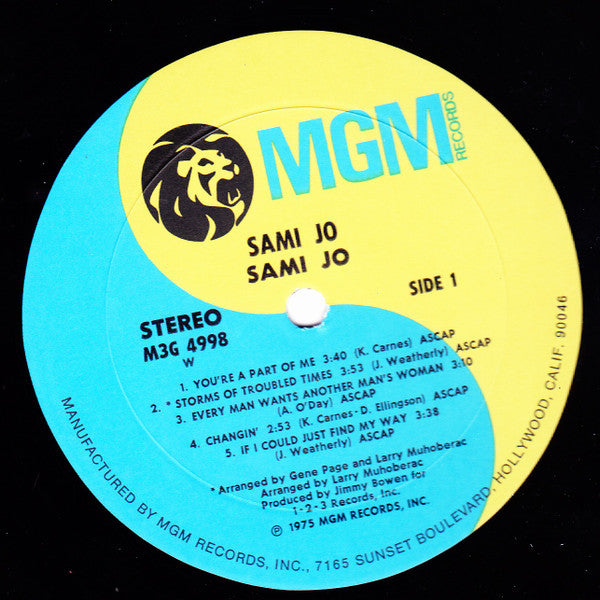 MGM
RECORDS
SAMI JO
SAMI JO
SIDE 1
STEREO
M3G 4998
W
1. YOU'RE A PART OF ME 3:40 (K. Carnes) ASCAP
2. * STORMS OF TROUBLED TIMES 3:53 (J. Weatherly) ASCAP
3. EVERY MAN WANTS ANOTHER MAN'S WOMAN 3:10
(A. O'Day) ASCAP
4. CHANGIN' 2:53 (K. Carnes-D. Ellingson) ASCAP
5. IF I COULD JUST FIND MY WAY 3:38
(J. Weatherly) ASCAP
* Arranged by Gene Page and Larry Muhoberac
Arranged by Larry Muhoberac
Produced by Jimmy Bowen for
1-2-3 Records, Inc.
℗ 1975 MGM RECORDS, INC.
MANUFACTURED BY MGM RECORDS, INC., 7165 SUNSET BOULEVARD, HOLLYWOOD, CALIF. 90046